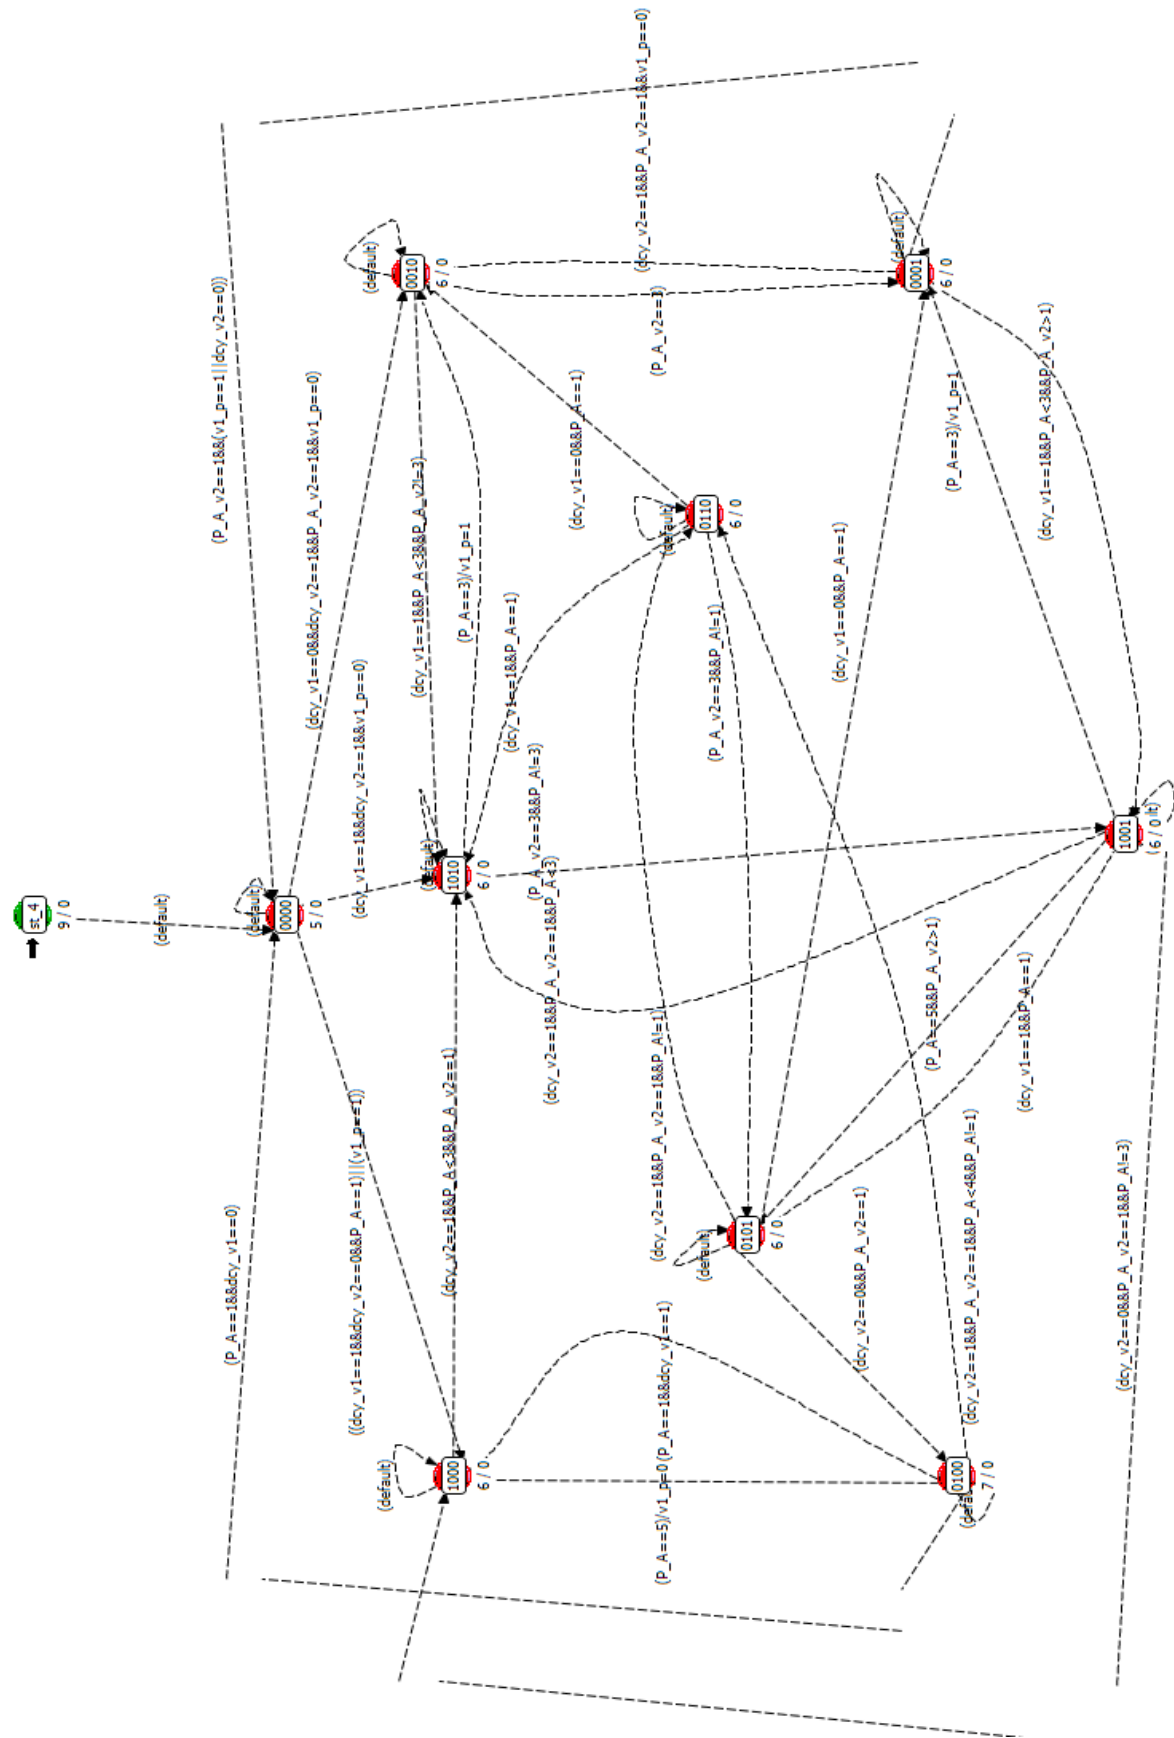 st_4
9 / 0
(default)
(P_A==1&&dcy_v1==0)
(P_A_v2==1&&(v1_p==1||dcy_v2==0))
(default)
0000
5 / 0
((dcy_v1==1&&dcy_v2==0&&P_A==1)||(v1_p==1))
(dcy_v1==1&&dcy_v2==1&&v1_p==0)
(dcy_v1==0&&dcy_v2==1&&P_A_v2==1&&v1_p==0)
(default)
1000
6 / 0
(dcy_v2==1&&P_A<3&&P_A_v2==1)
(default)
1010
6 / 0
(dcy_v1==1&&P_A<3&&P_A_v2!=3)
(P_A==3)/v1_p=1
(default)
0010
6 / 0
(dcy_v1==1&&P_A==1)
(P_A_v2==3&&P_A!=3)
(dcy_v2==1&&P_A_v2==1&&P_A<3)
(dcy_v1==0&&P_A==1)
(P_A==5)/v1_p=0
(P_A==1&&dcy_v1==1)
(dcy_v2==1&&P_A_v2==1&&P_A!=1)
(default)
0110
6 / 0
(P_A_v2==3&&P_A!=1)
(P_A_v2==3)
(dcy_v2==1&&P_A_v2==1&&v1_p==0)
(default)
0101
6 / 0
(dcy_v1==0&&P_A==1)
(dcy_v2==0&&P_A_v2==1)
(P_A==5&&P_A_v2>1)
(default)
0001
6 / 0
(P_A==3)/v1_p=1
0100
7 / 0
(dcy_v2==1&&P_A_v2==1&&P_A<4&&P_A!=1)
(dcy_v1==1&&P_A==1)
(dcy_v1==1&&P_A<3&&P_A_v2>1)
(dcy_v2==0&&P_A_v2==1&&P_A!=3)
1001
6 / 0